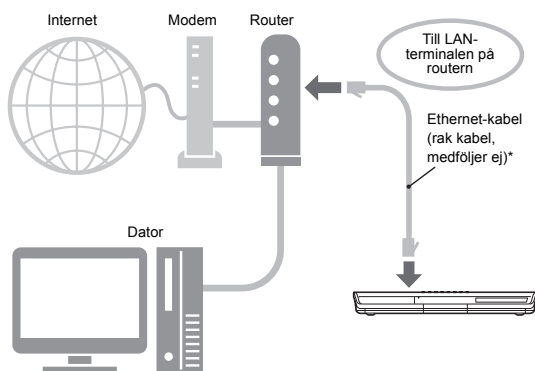 Internet
Modem
Router
Till LAN-
terminalen på
routern
Ethernet-kabel
(rak kabel,
medföljer ej)*
Dator